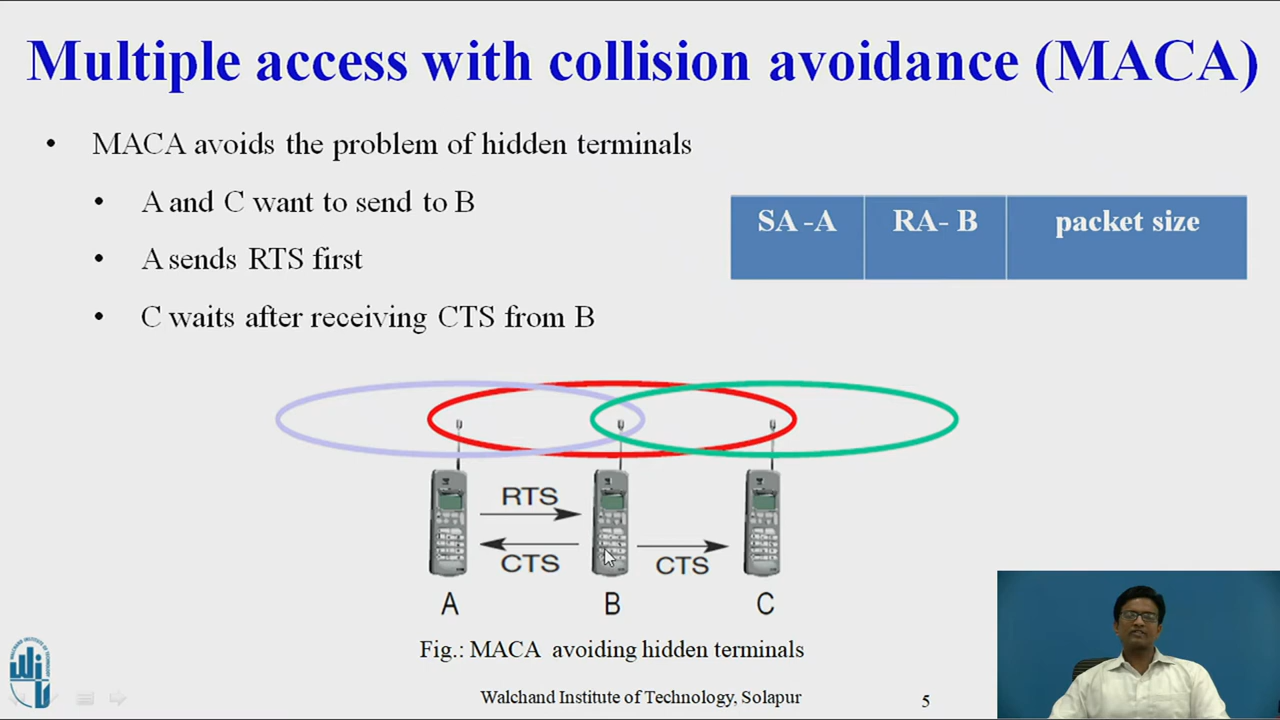 Multiple access with collision avoidance (MACA)
• MACA avoids the problem of hidden terminals
• A and C want to send to B
• A sends RTS first
• C waits after receiving CTS from B
SA -A RA- B packet size
RTS
CTS
CTS
A B C
Fig.: MACA avoiding hidden terminals
Walchand Institute of Technology, Solapur
5